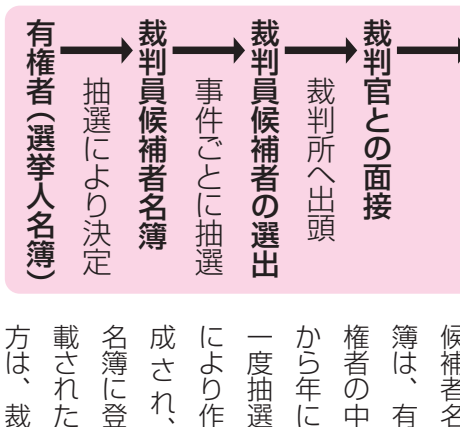 有権者（選挙人名簿）
抽選により決定
裁判員候補者名簿
事件ごとに抽選
裁判員候補者の選出
裁判所へ出頭
裁判官との面接
候補者名
簿は、有
権者の中
から年に
一度抽選
により作
成され、
名簿に登
載された
方は、裁